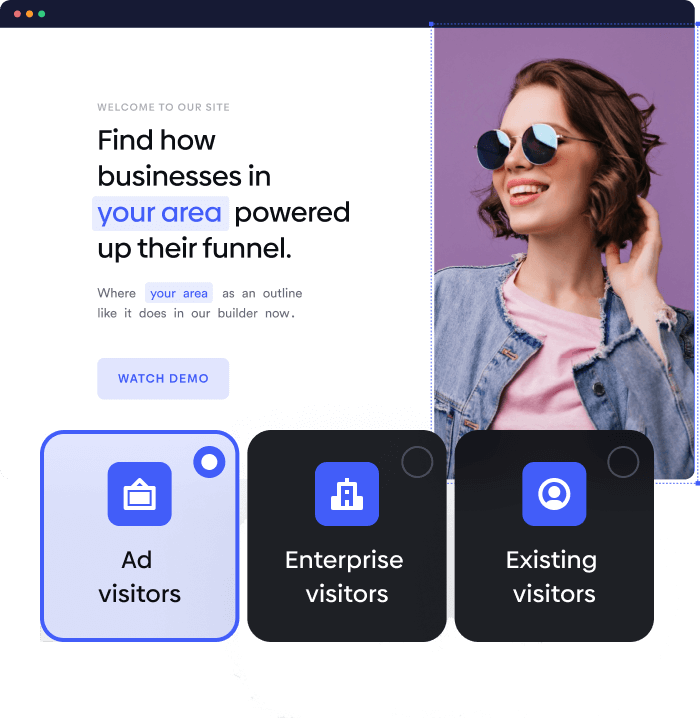 WELCOME TO OUR SITE
Find how
businesses in
your area powered
up their funnel.
Where your area as an outline
like it does in our builder now.
WATCH DEMO
Ad
visitors
Enterprise
visitors
Existing
visitors